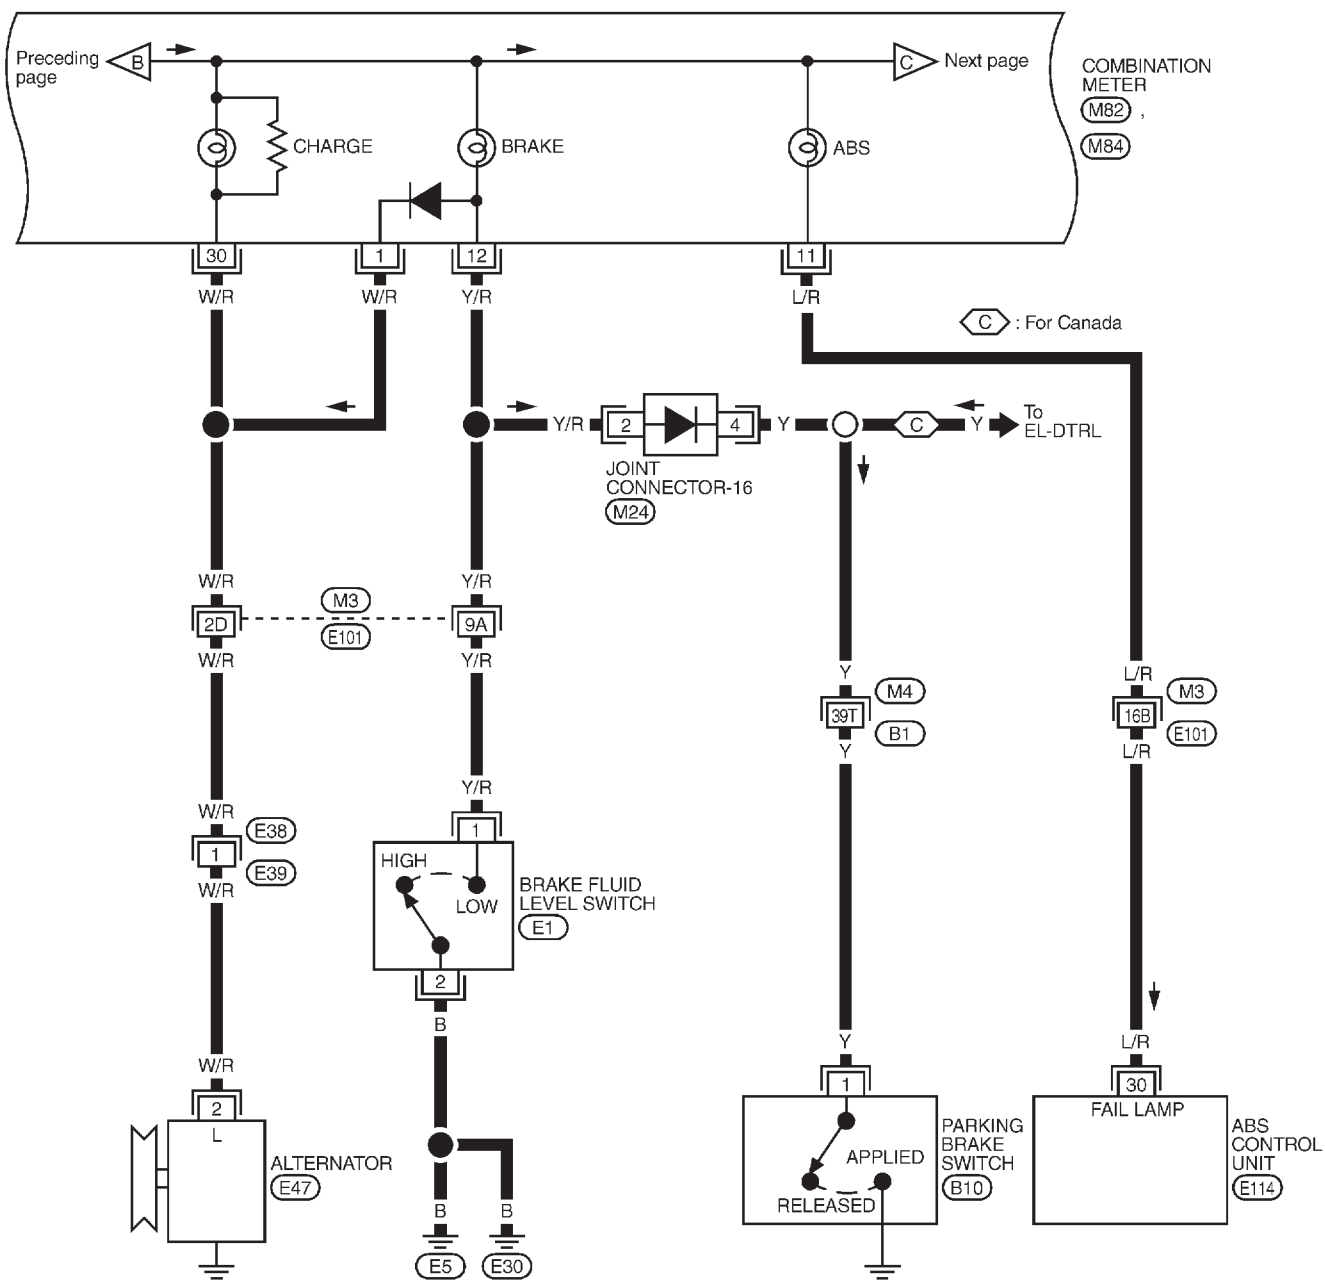 Preceding
page
B
C
Next page
COMBINATION
METER
M82 ,
M84
CHARGE
BRAKE
ABS
30
1
12
11
W/R
W/R
Y/R
L/R
C : For Canada
Y/R
2
4
Y
C
Y
To
EL-DTRL
JOINT
CONNECTOR-16
M24
W/R
Y/R
2D
M3
E101
9A
W/R
Y/R
Y
L/R
39T
M4
B1
16B
M3
E101
Y
L/R
W/R
Y/R
1
E38
E39
W/R
1
HIGH
LOW
BRAKE FLUID
LEVEL SWITCH
E1
2
B
W/R
Y
L/R
2
L
ALTERNATOR
E47
B
B
E5
E30
1
APPLIED
RELEASED
PARKING
BRAKE
SWITCH
B10
30
FAIL LAMP
ABS
CONTROL
UNIT
E114